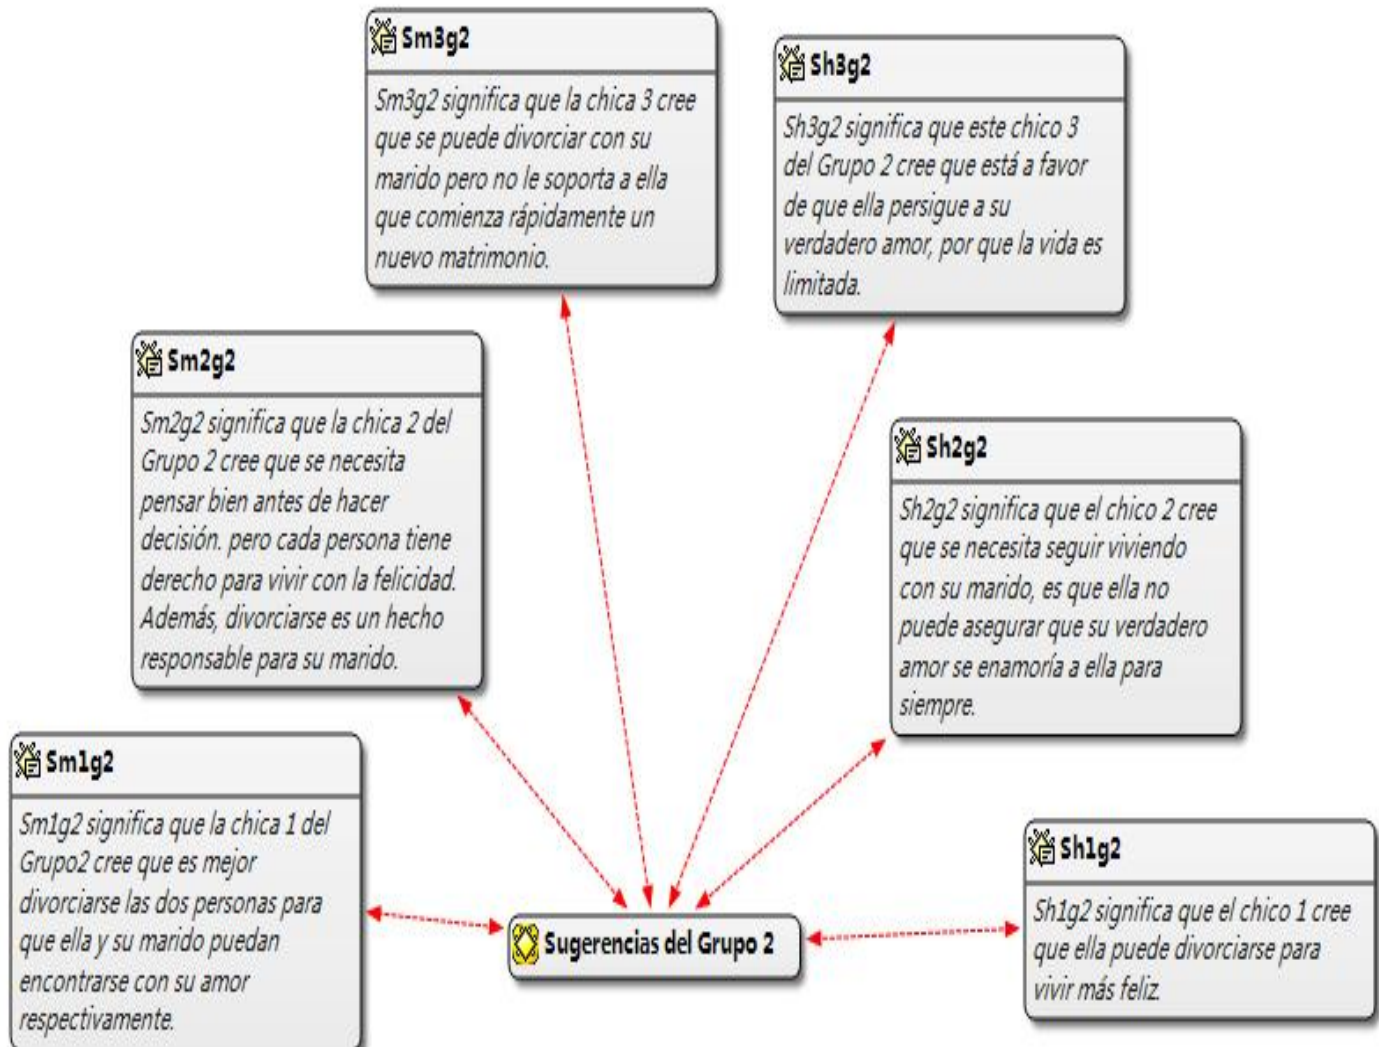 Sm3g2
Sm3g2 significa que la chica 3 cree
que se puede divorciar con su
marido pero no le soporta a ella
que comienza rápidamente un
nuevo matrimonio.
Sh3g2
Sh3g2 significa que este chico 3
del Grupo 2 cree que está a favor
de que ella persigue a su
verdadero amor, por que la vida es
limitada.
Sm2g2
Sm2g2 significa que la chica 2 del
Grupo 2 cree que se necesita
pensar bien antes de hacer
decisión. pero cada persona tiene
derecho para vivir con la felicidad.
Además, divorciarse es un hecho
responsable para su marido.
Sh2g2
Sh2g2 significa que el chico 2 cree
que se necesita seguir viviendo
con su marido, es que ella no
puede asegurar que su verdadero
amor se enamoría a ella para
siempre.
Sm1g2
Sm1g2 significa que la chica 1 del
Grupo2 cree que es mejor
divorciarse las dos personas para
que ella y su marido puedan
encontrarse con su amor
respectivamente.
Sugerencias del Grupo 2
Sh1g2
Sh1g2 significa que el chico 1 cree
que ella puede divorciarse para
vivir más feliz.